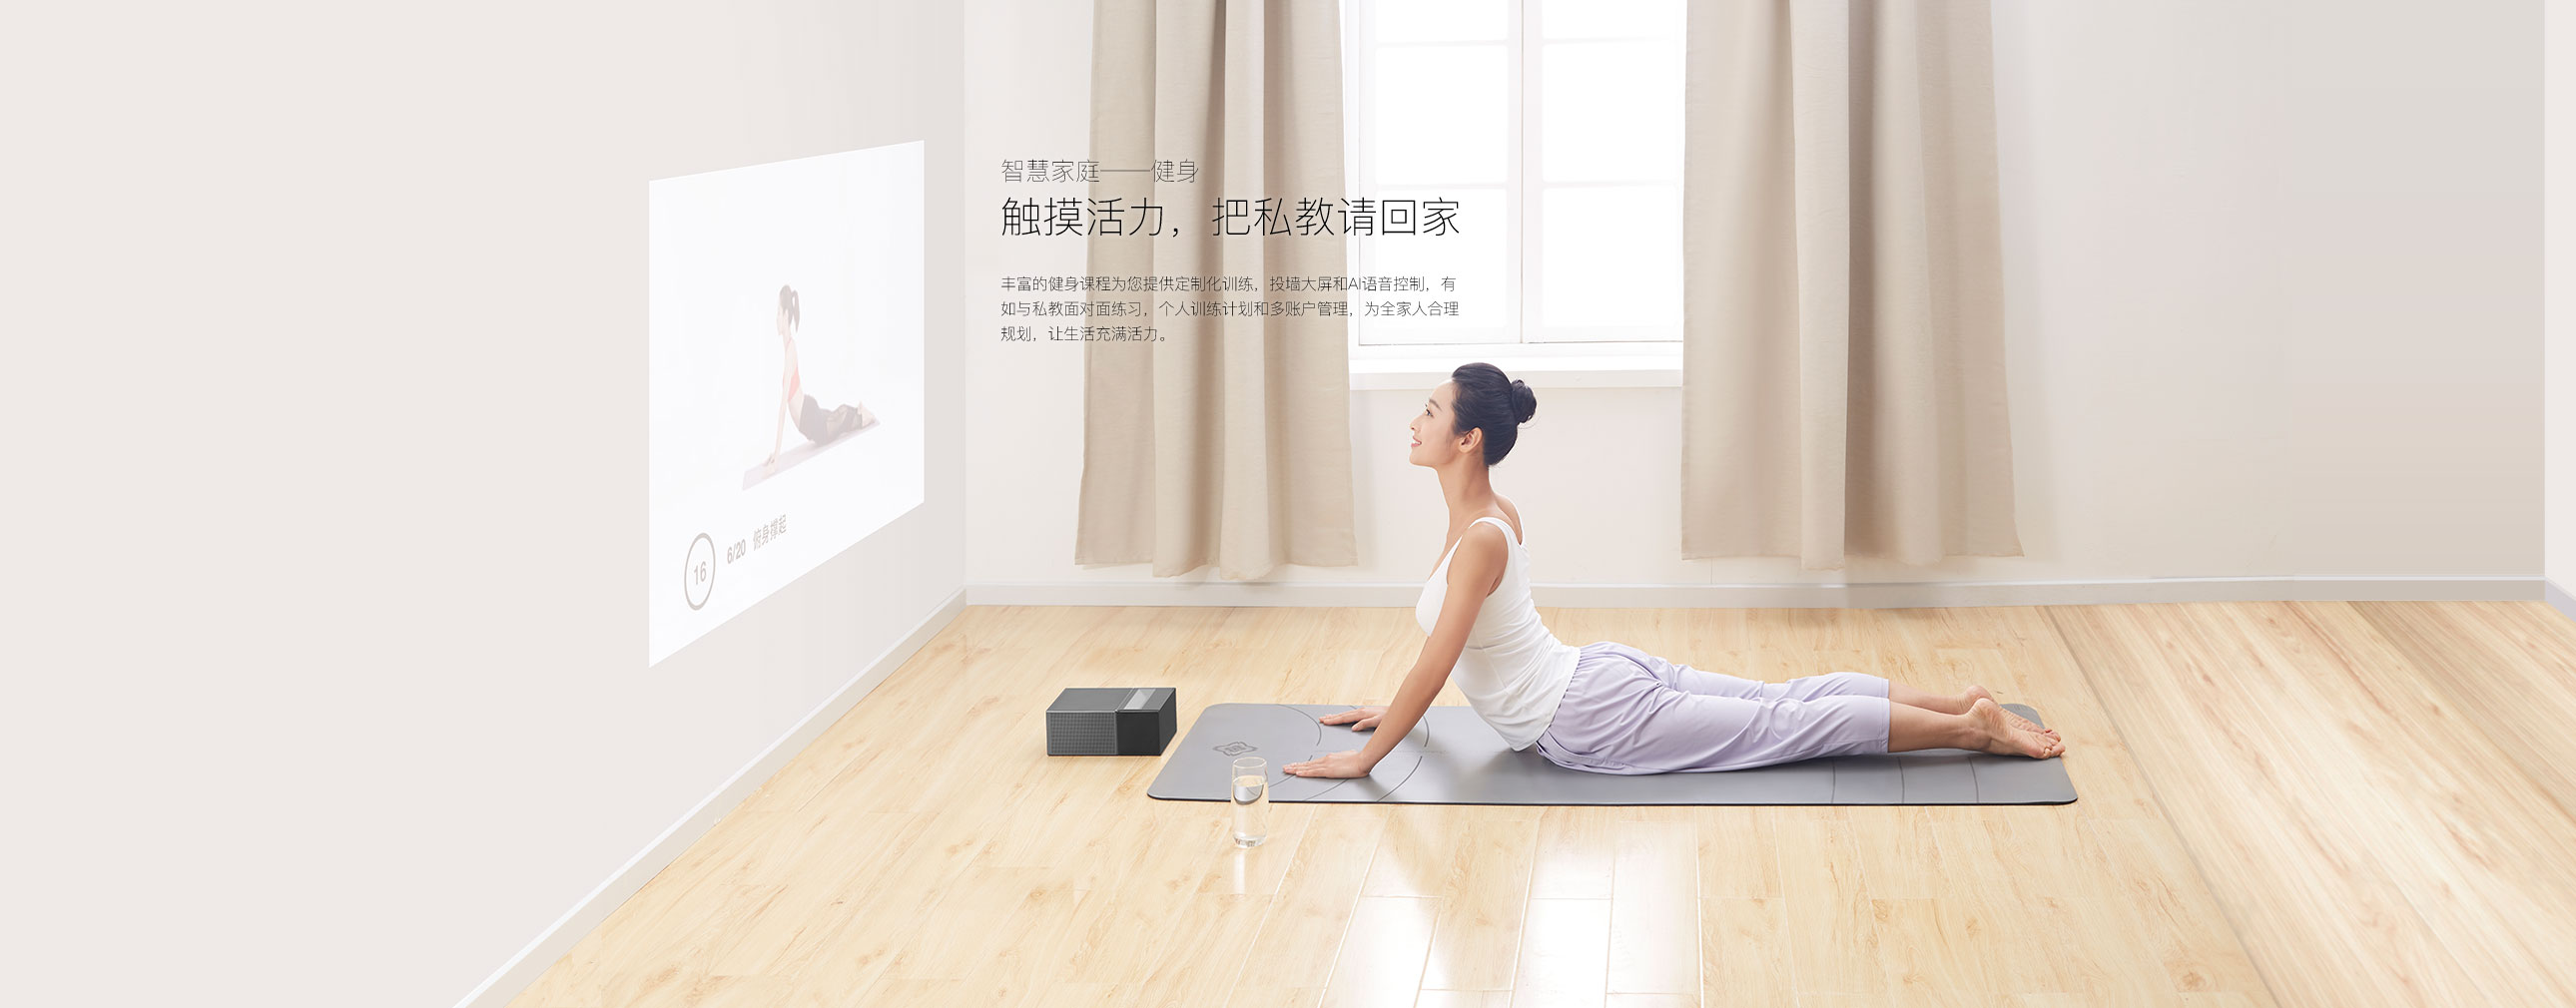 智慧家庭——健身
触摸活力，把私教请回家
丰富的健身课程为您提供定制化训练，投墙大屏和AI语音控制，有
如与私教面对面练习，个人训练计划和多账户管理，为全家人合理
规划，让生活充满活力。
16
6/20 俯身撑起